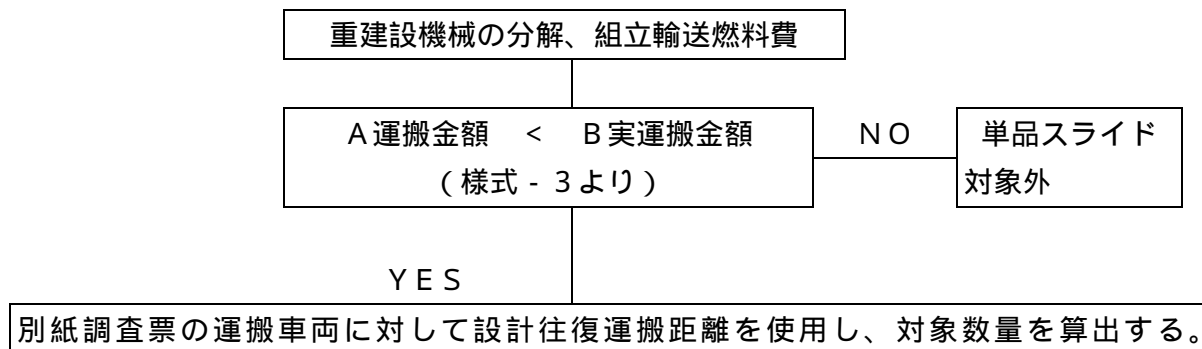 重建設機械の分解、組立輸送燃料費
Ａ運搬金額　＜　Ｂ実運搬金額
（様式‐３より）
ＮＯ
単品スライド
対象外
ＹＥＳ
別紙調査票の運搬車両に対して設計往復運搬距離を使用し、対象数量を算出する。